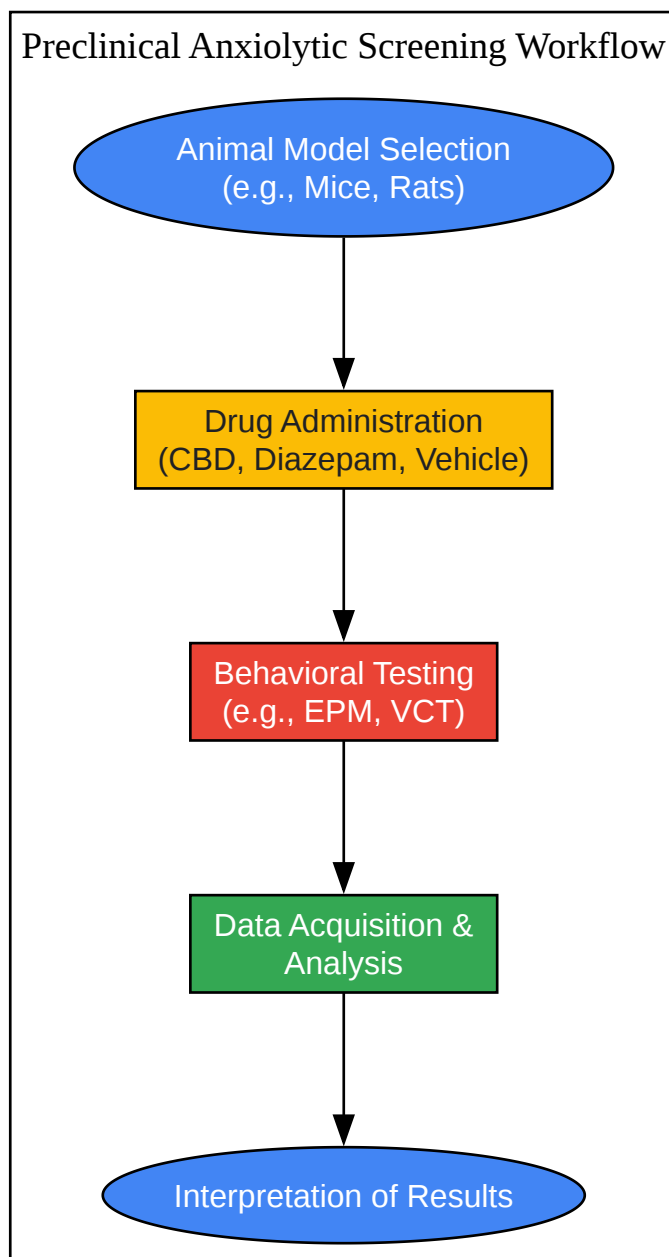 Preclinical Anxiolytic Screening Workflow
Animal Model Selection
(e.g., Mice, Rats)
Drug Administration
(CBD, Diazepam, Vehicle)
Behavioral Testing
(e.g., EPM, VCT)
Data Acquisition &
Analysis
Interpretation of Results